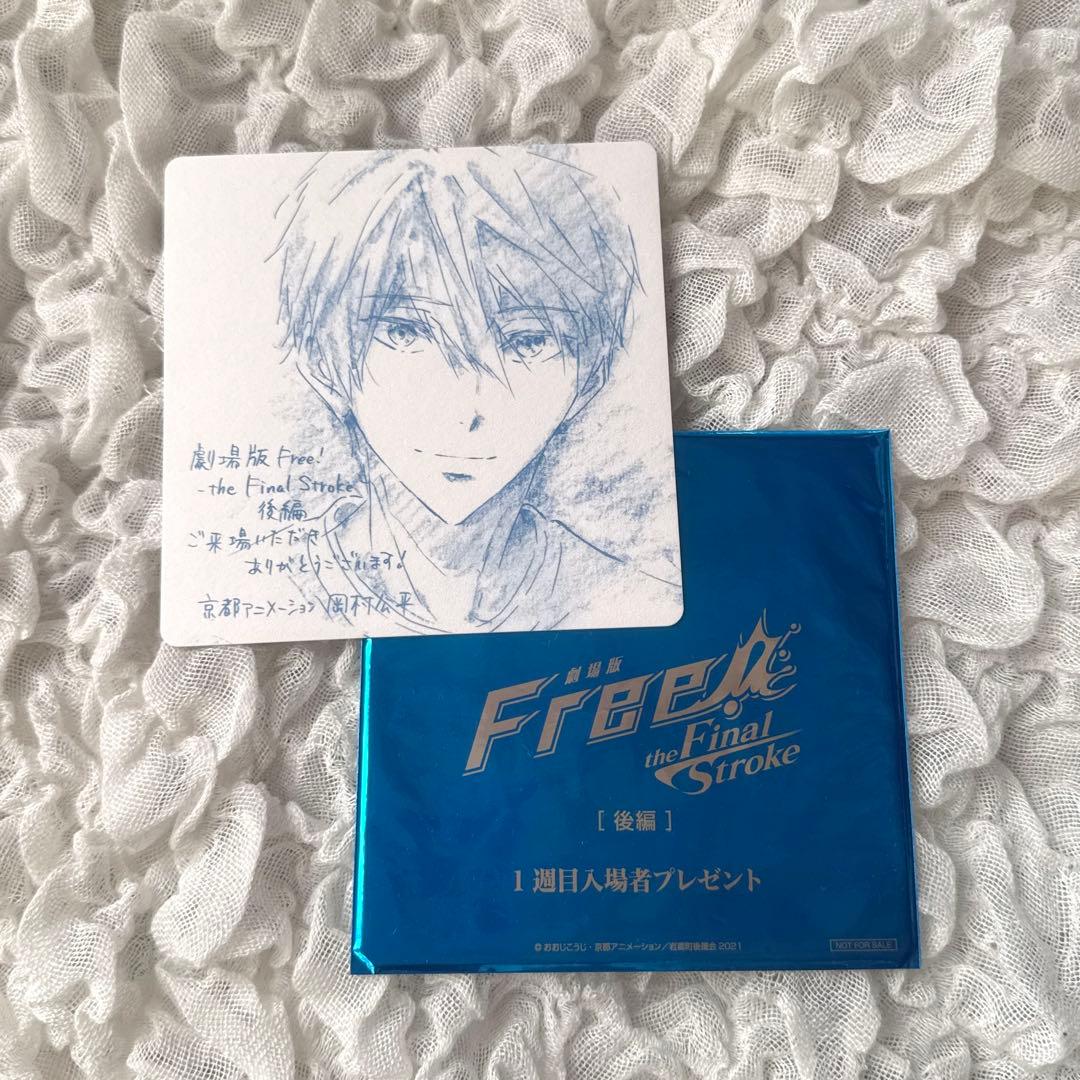 劇場版 Free!
-the Final Stroke-
後編
ご来場いただき
ありがとうございます!
京都アニメーション 岡村公平
劇場版
Free!
the Final
Stroke
[ 後編 ]
1週目入場者プレゼント
© おおじこうじ・京都アニメーション/岩鳶町後援会 2021
NOT FOR SALE